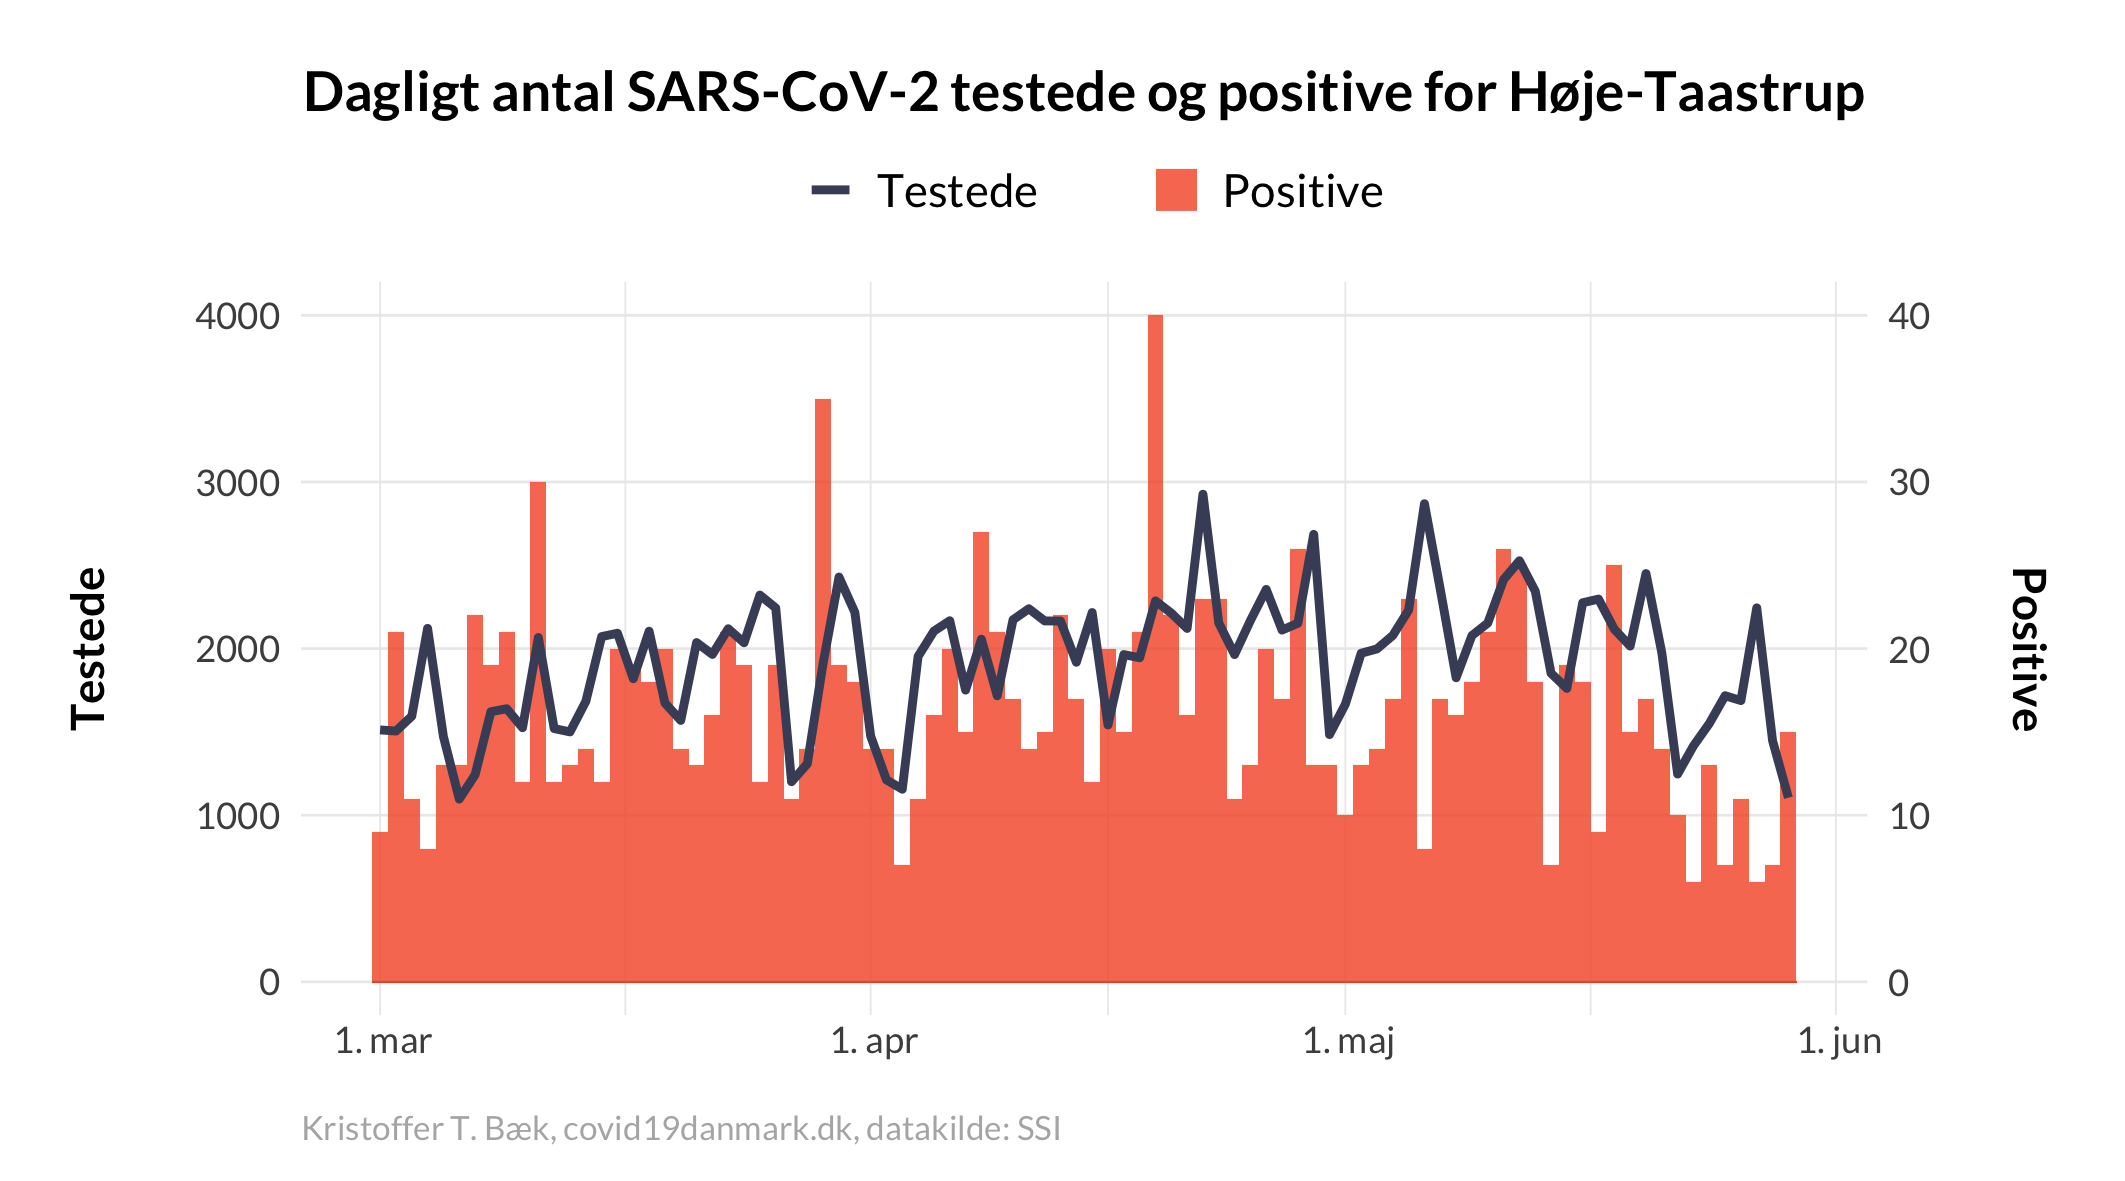 Dagligt antal SARS-CoV-2 testede og positive for Høje-Taastrup
Testede
Positive
4000
3000
2000
1000
0
40
30
20
10
0
Testede
Positive
1. mar
1. apr
1. maj
1. jun
Kristoffer T. Bæk, covid19danmark.dk, datakilde: SSI